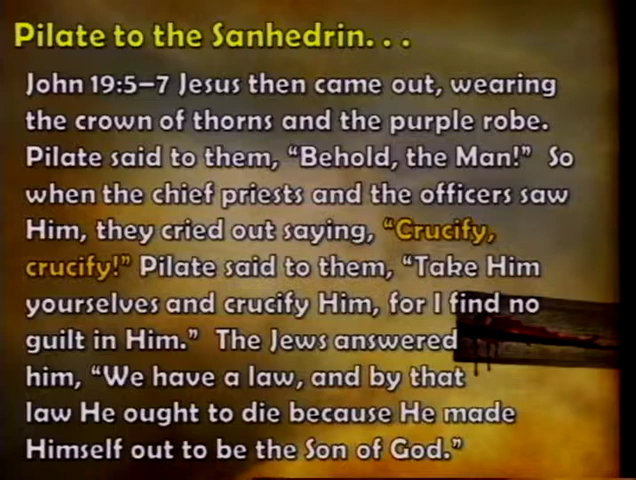 Pilate to the Sanhedrin. . .
John 19:5–7 Jesus then came out, wearing
the crown of thorns and the purple robe.
Pilate said to them, “Behold, the Man!”  So
when the chief priests and the officers saw
Him, they cried out saying, “Crucify,
crucify!” Pilate said to them, “Take Him
yourselves and crucify Him, for I find no
guilt in Him.”  The Jews answered
him, “We have a law, and by that
law He ought to die because He made
Himself out to be the Son of God.”